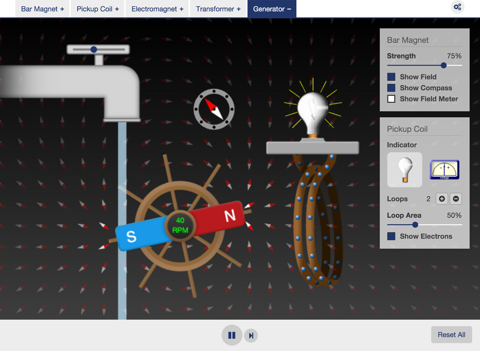 Bar Magnet +
Pickup Coil +
Electromagnet +
Transformer +
Generator −
Bar Magnet
Strength 75%
Show Field
Show Compass
Show Field Meter
Pickup Coil
Indicator
Loops 2
Loop Area 50%
Show Electrons
S
40
RPM
N
Reset All